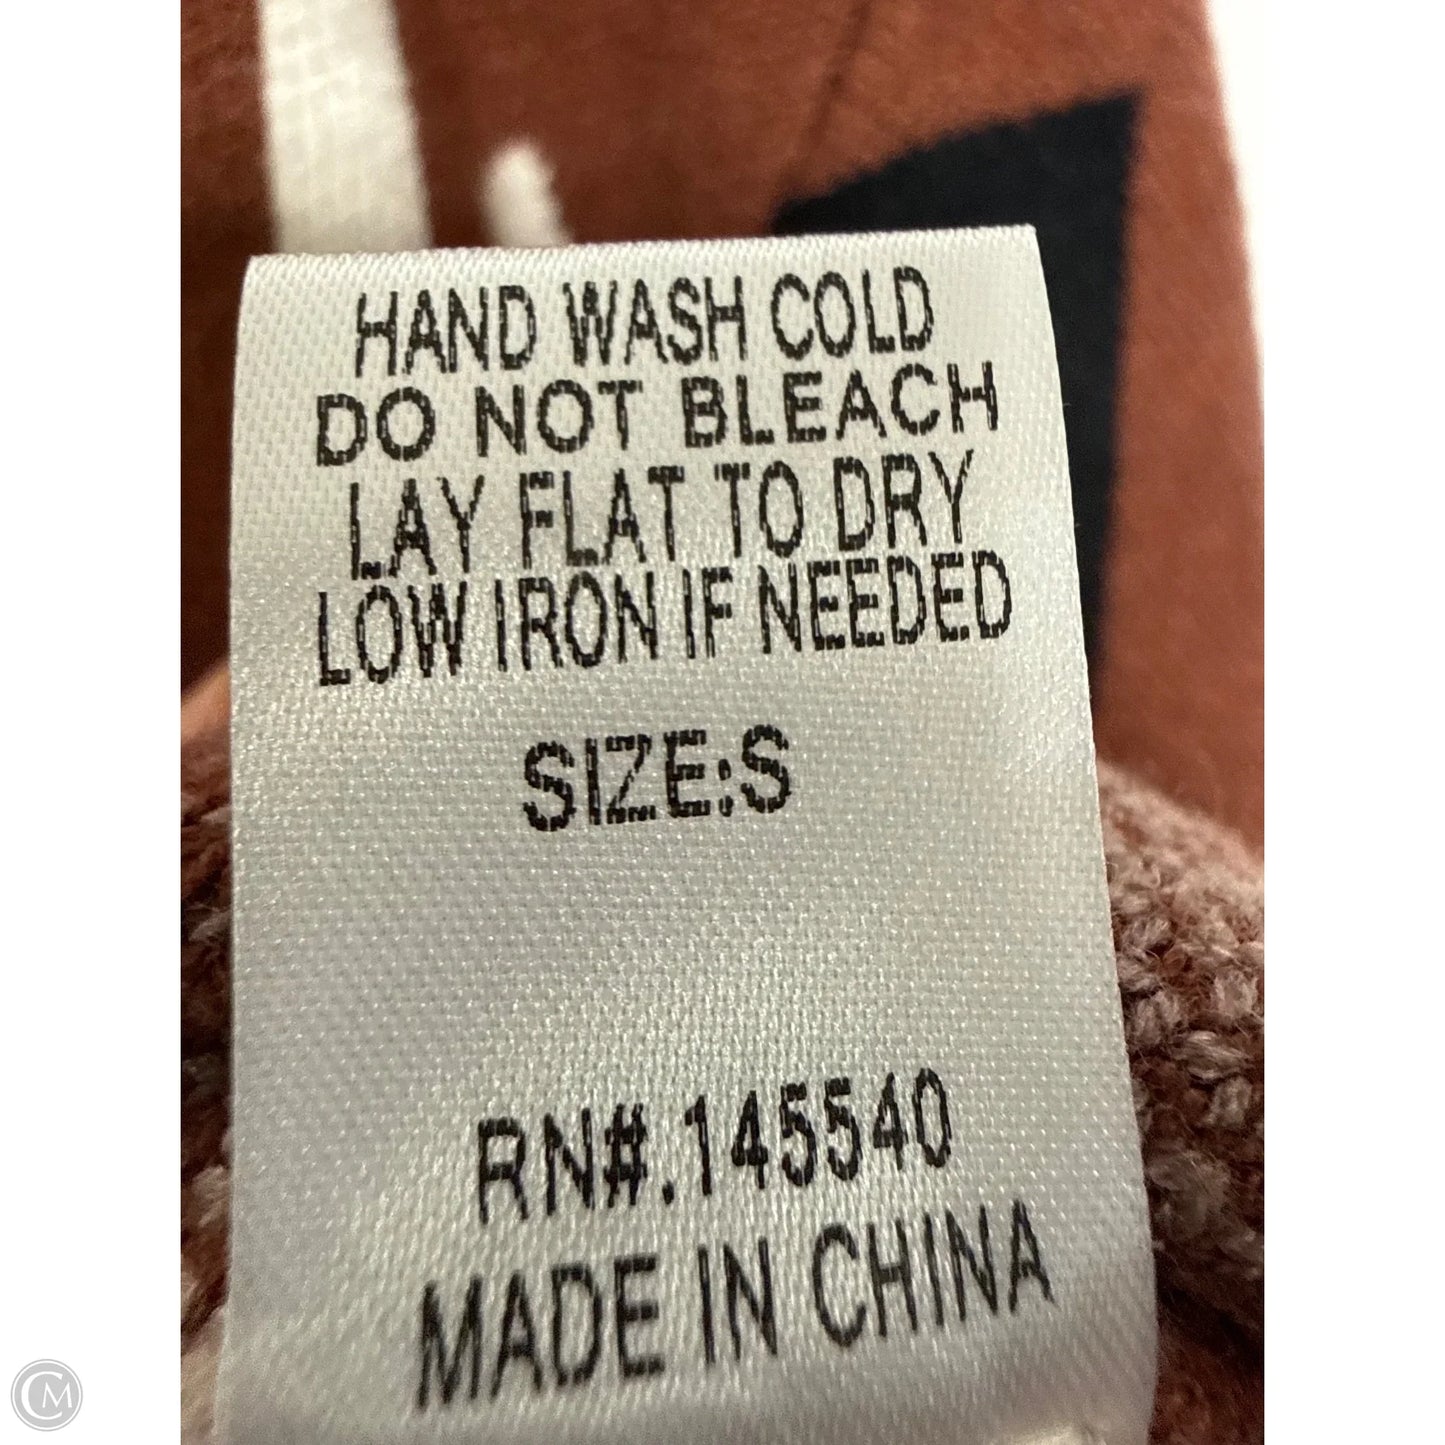 HAND WASH COLD
DO NOT BLEACH
LAY FLAT TO DRY
LOW IRON IF NEEDED
SIZE:S
RN#.145540
MADE IN CHINA
CM